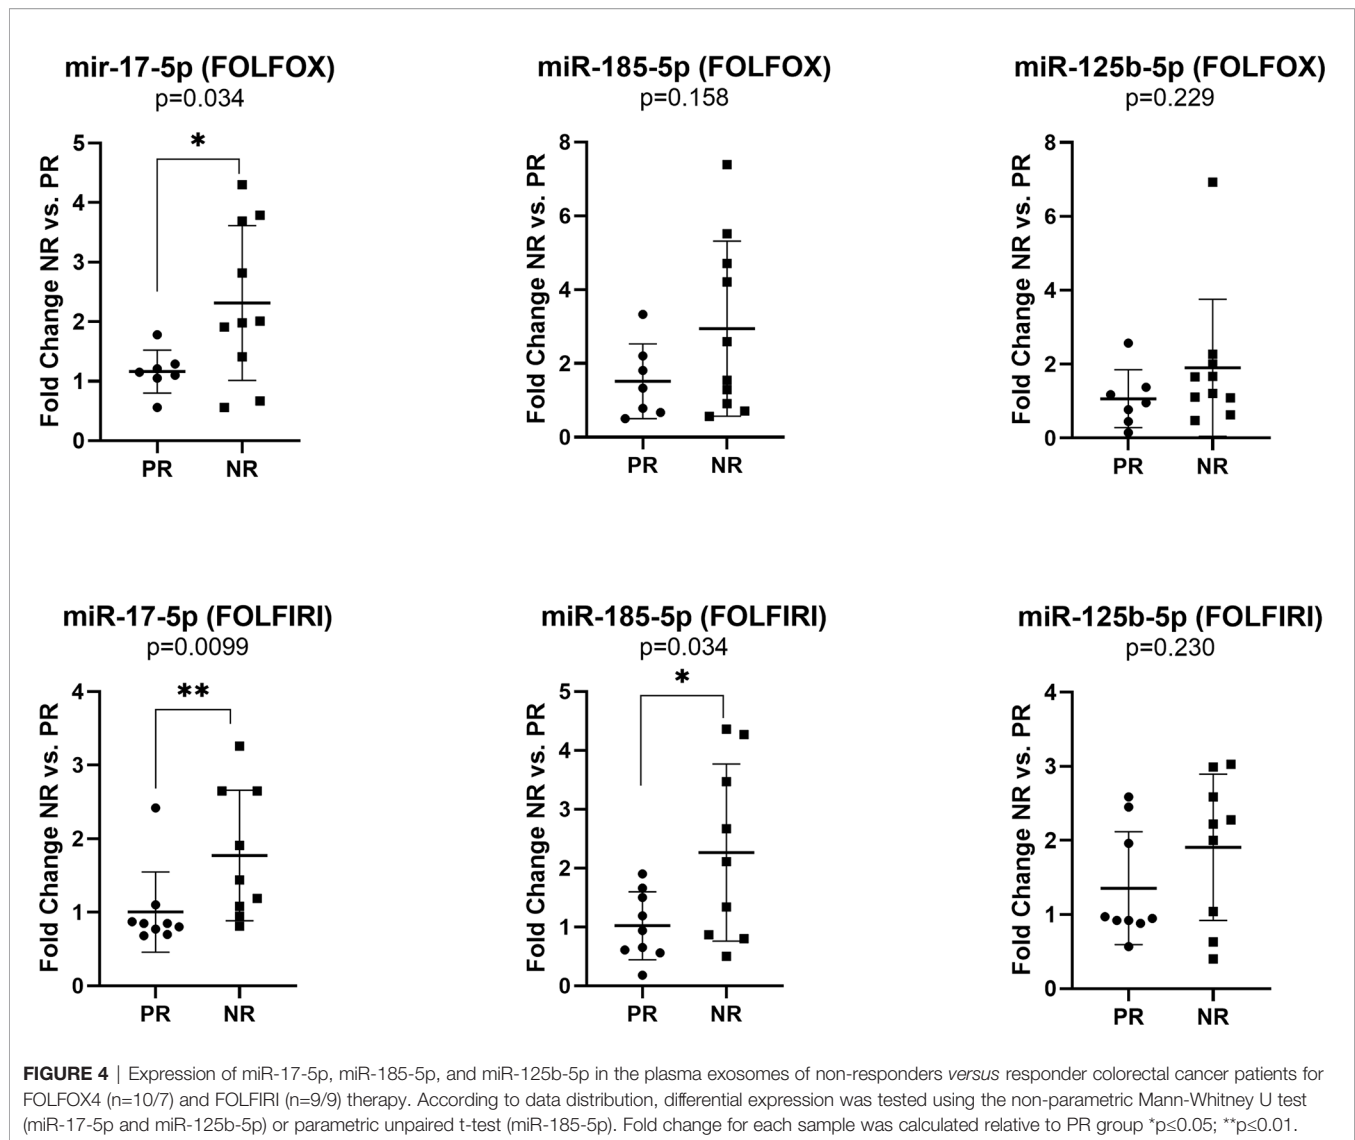 mir-17-5p (FOLFOX)
p=0.034
*
Fold Change NR vs. PR
5
4
3
2
1
0
PR NR
miR-185-5p (FOLFOX)
p=0.158
Fold Change NR vs. PR
8
6
4
2
0
PR NR
miR-125b-5p (FOLFOX)
p=0.229
Fold Change NR vs. PR
8
6
4
2
0
PR NR
miR-17-5p (FOLFIRI)
p=0.0099
**
Fold Change NR vs. PR
4
3
2
1
0
PR NR
miR-185-5p (FOLFIRI)
p=0.034
*
Fold Change NR vs. PR
5
4
3
2
1
0
PR NR
miR-125b-5p (FOLFIRI)
p=0.230
Fold Change NR vs. PR
4
3
2
1
0
PR NR
FIGURE 4 | Expression of miR-17-5p, miR-185-5p, and miR-125b-5p in the plasma exosomes of non-responders versus responder colorectal cancer patients for
FOLFOX4 (n=10/7) and FOLFIRI (n=9/9) therapy. According to data distribution, differential expression was tested using the non-parametric Mann-Whitney U test
(miR-17-5p and miR-125b-5p) or parametric unpaired t-test (miR-185-5p). Fold change for each sample was calculated relative to PR group *p≤0.05; **p≤0.01.